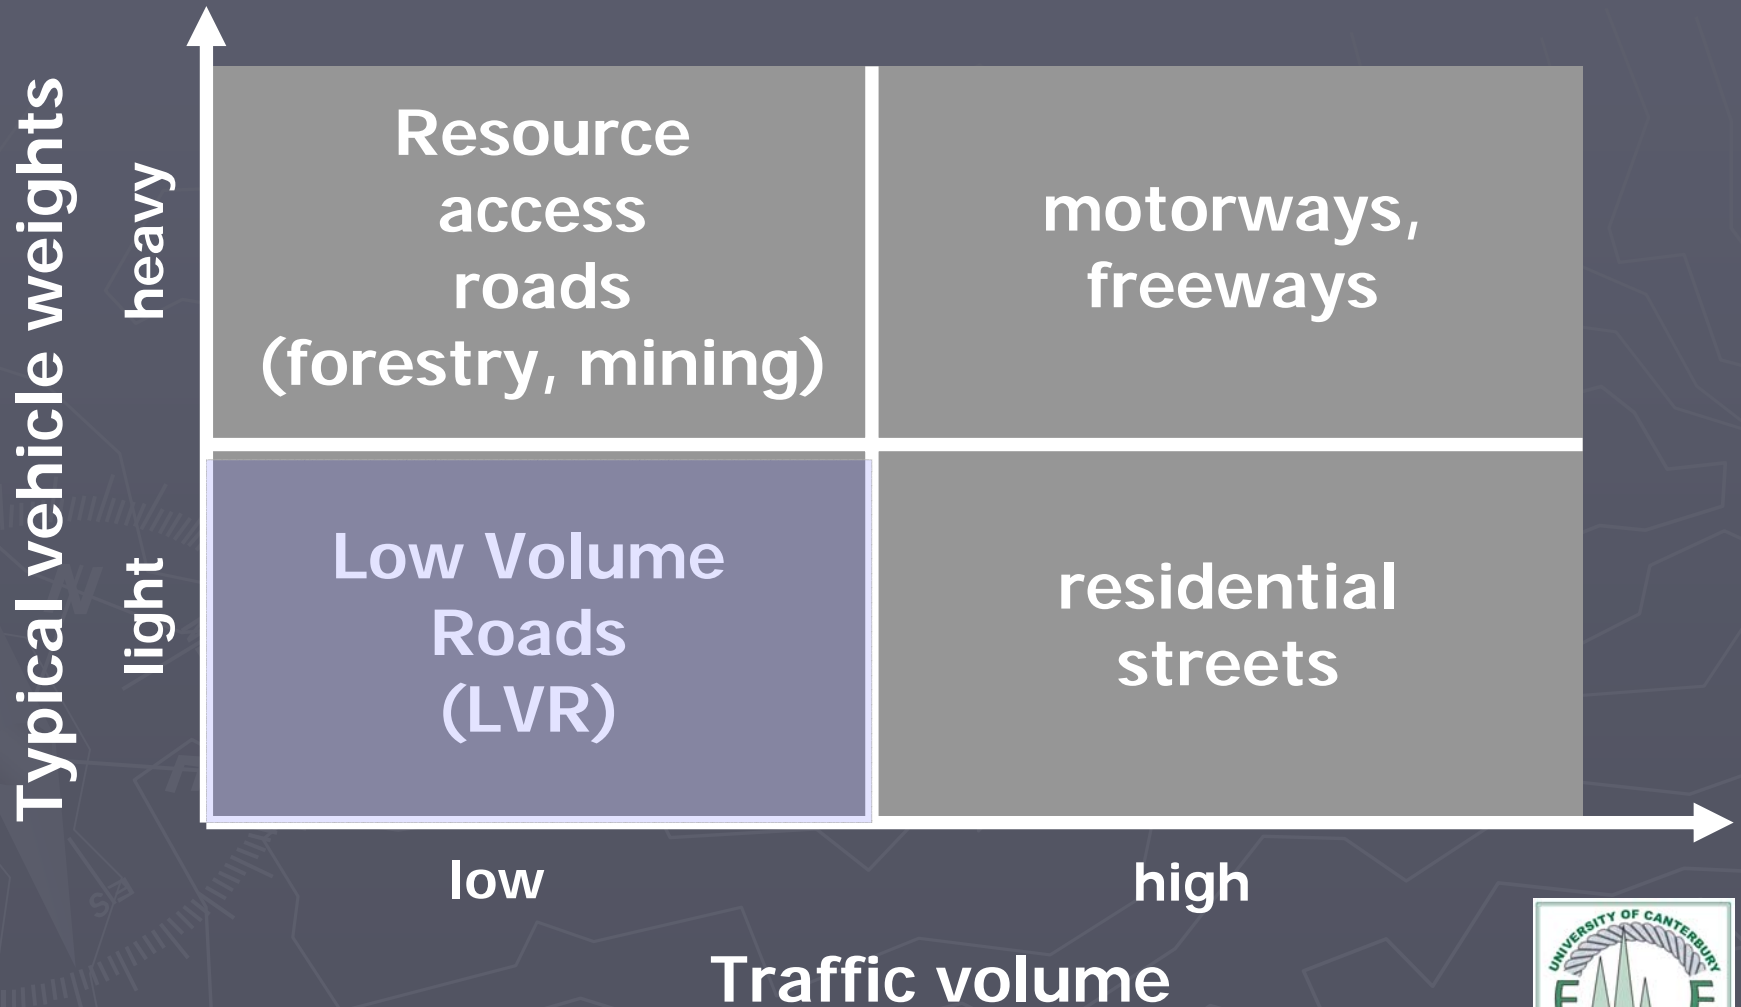 Typical vehicle weights
heavy
light
Resource
access
roads
(forestry, mining)
motorways,
freeways
Low Volume
Roads
(LVR)
residential
streets
low
high
Traffic volume
UNIVERSITY OF CANTERBURY
F
E
N
SE